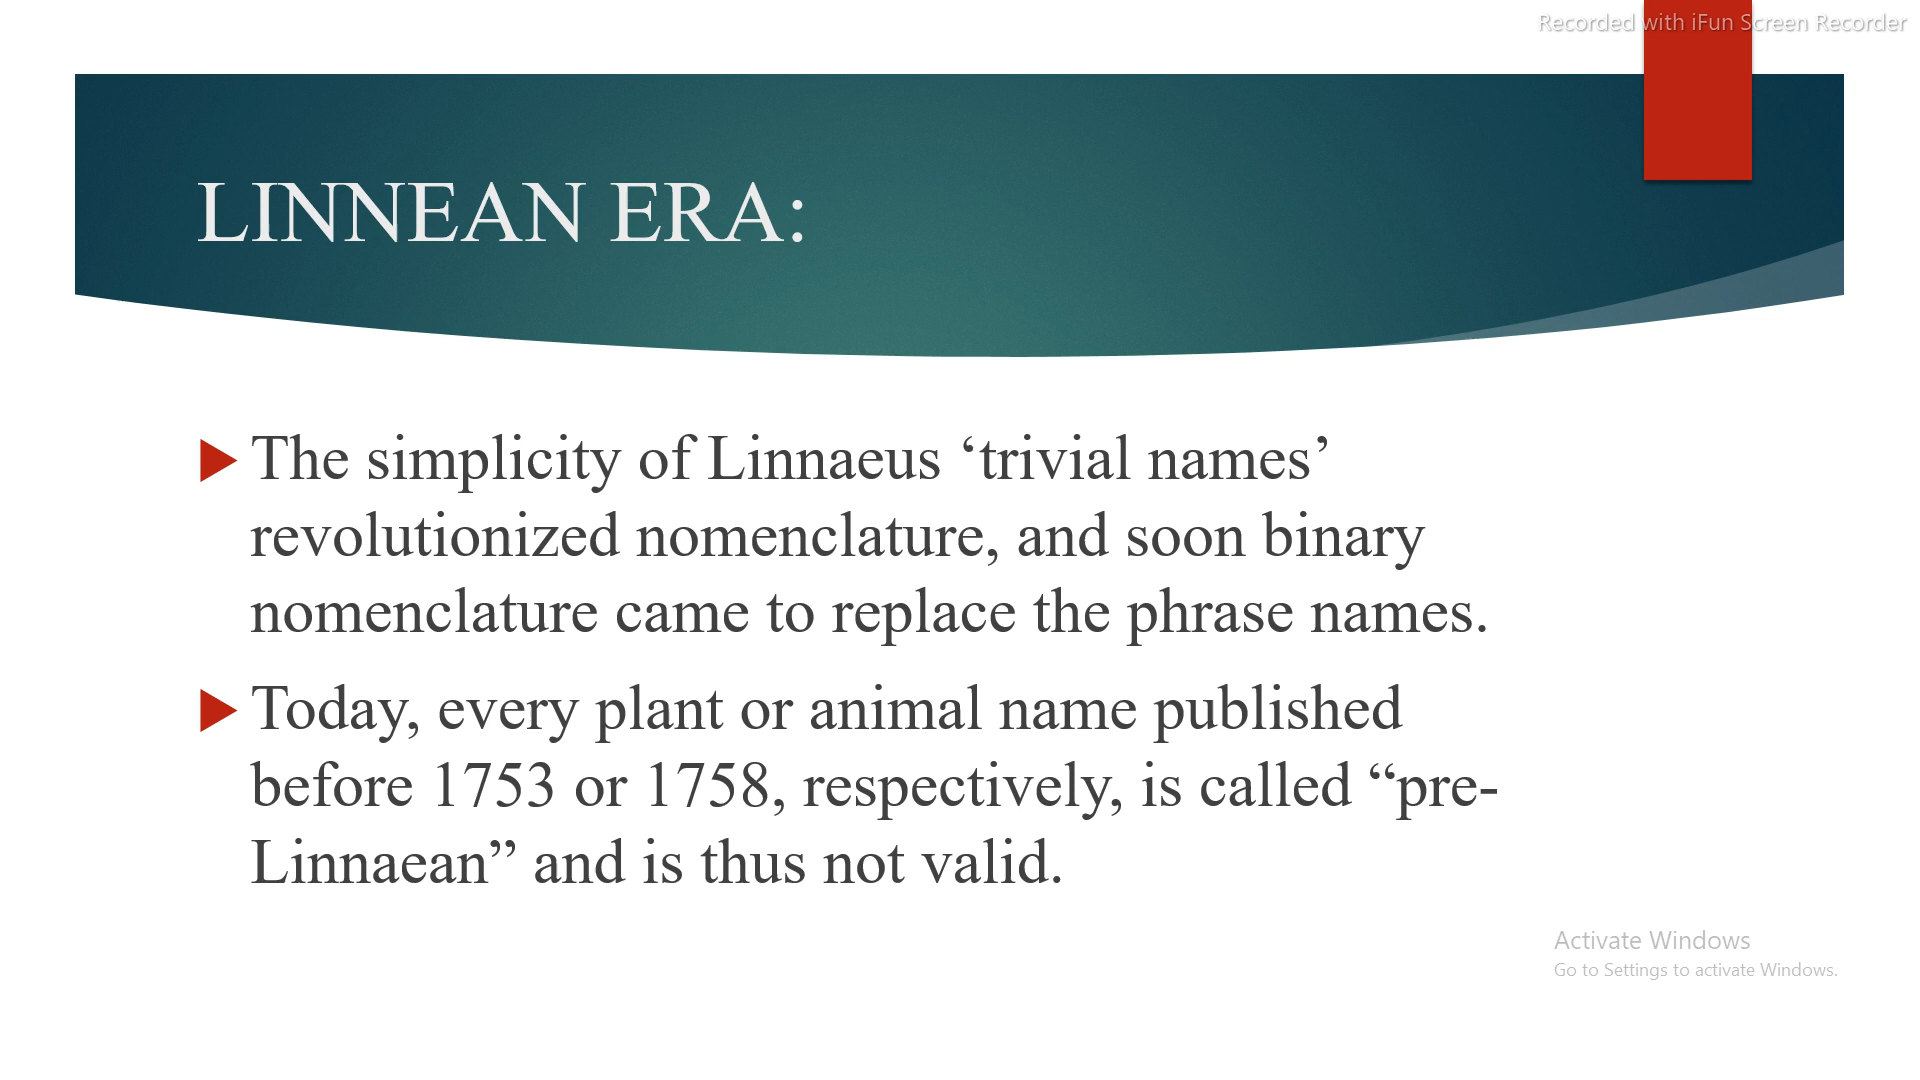 Recorded with iFun Screen Recorder
LINNEAN ERA:
The simplicity of Linnaeus ‘trivial names’
revolutionized nomenclature, and soon binary
nomenclature came to replace the phrase names.
Today, every plant or animal name published
before 1753 or 1758, respectively, is called “pre-
Linnaean” and is thus not valid.
Activate Windows
Go to Settings to activate Windows.